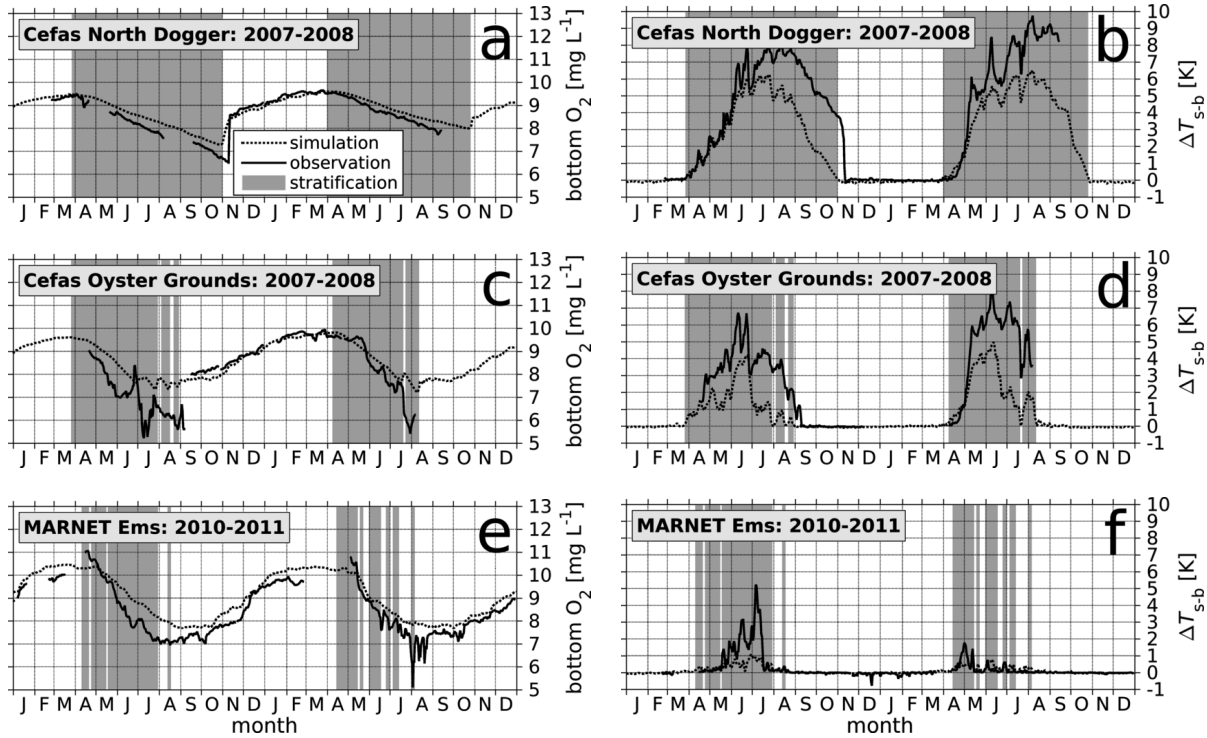 Cefas North Dogger: 2007-2008
a
13
12
11
10
9
8
7
6
5
bottom O2 [mg L−1]
simulation
observation
stratification
J F M A M J J A S O N D J F M A M J J A S O N D
Cefas North Dogger: 2007-2008
b
10
9
8
7
6
5
4
3
2
1
0
-1
ΔTs-b [K]
J F M A M J J A S O N D J F M A M J J A S O N D
Cefas Oyster Grounds: 2007-2008
c
13
12
11
10
9
8
7
6
5
bottom O2 [mg L−1]
J F M A M J J A S O N D J F M A M J J A S O N D
Cefas Oyster Grounds: 2007-2008
d
10
9
8
7
6
5
4
3
2
1
0
-1
ΔTs-b [K]
J F M A M J J A S O N D J F M A M J J A S O N D
MARNET Ems: 2010-2011
e
13
12
11
10
9
8
7
6
5
bottom O2 [mg L−1]
J F M A M J J A S O N D J F M A M J J A S O N D
month
MARNET Ems: 2010-2011
f
10
9
8
7
6
5
4
3
2
1
0
-1
ΔTs-b [K]
J F M A M J J A S O N D J F M A M J J A S O N D
month